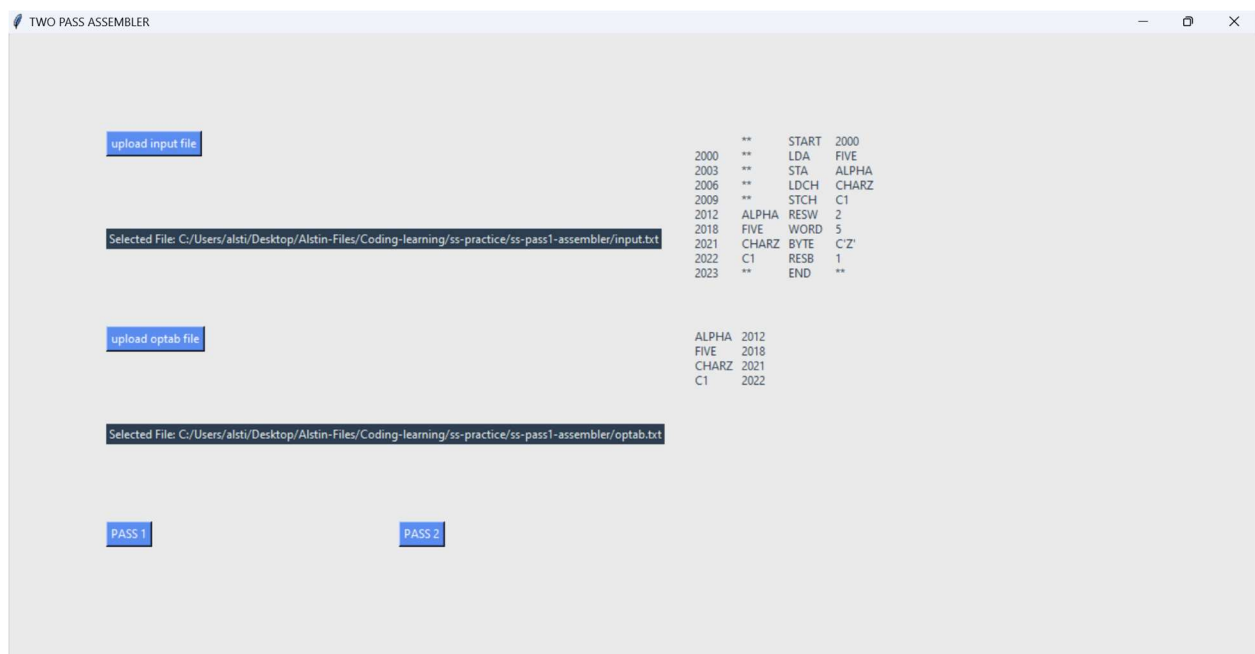 TWO PASS ASSEMBLER
upload input file
Selected File: C:/Users/alsti/Desktop/Alstin-Files/Coding-learning/ss-practice/ss-pass1-assembler/input.txt
upload optab file
Selected File: C:/Users/alsti/Desktop/Alstin-Files/Coding-learning/ss-practice/ss-pass1-assembler/optab.txt
PASS 1 PASS 2
** START 2000
2000 ** LDA FIVE
2003 ** STA ALPHA
2006 ** LDCH CHARZ
2009 ** STCH C1
2012 ALPHA RESW 2
2018 FIVE WORD 5
2021 CHARZ BYTE C'Z'
2022 C1 RESB 1
2023 ** END **
ALPHA 2012
FIVE 2018
CHARZ 2021
C1 2022